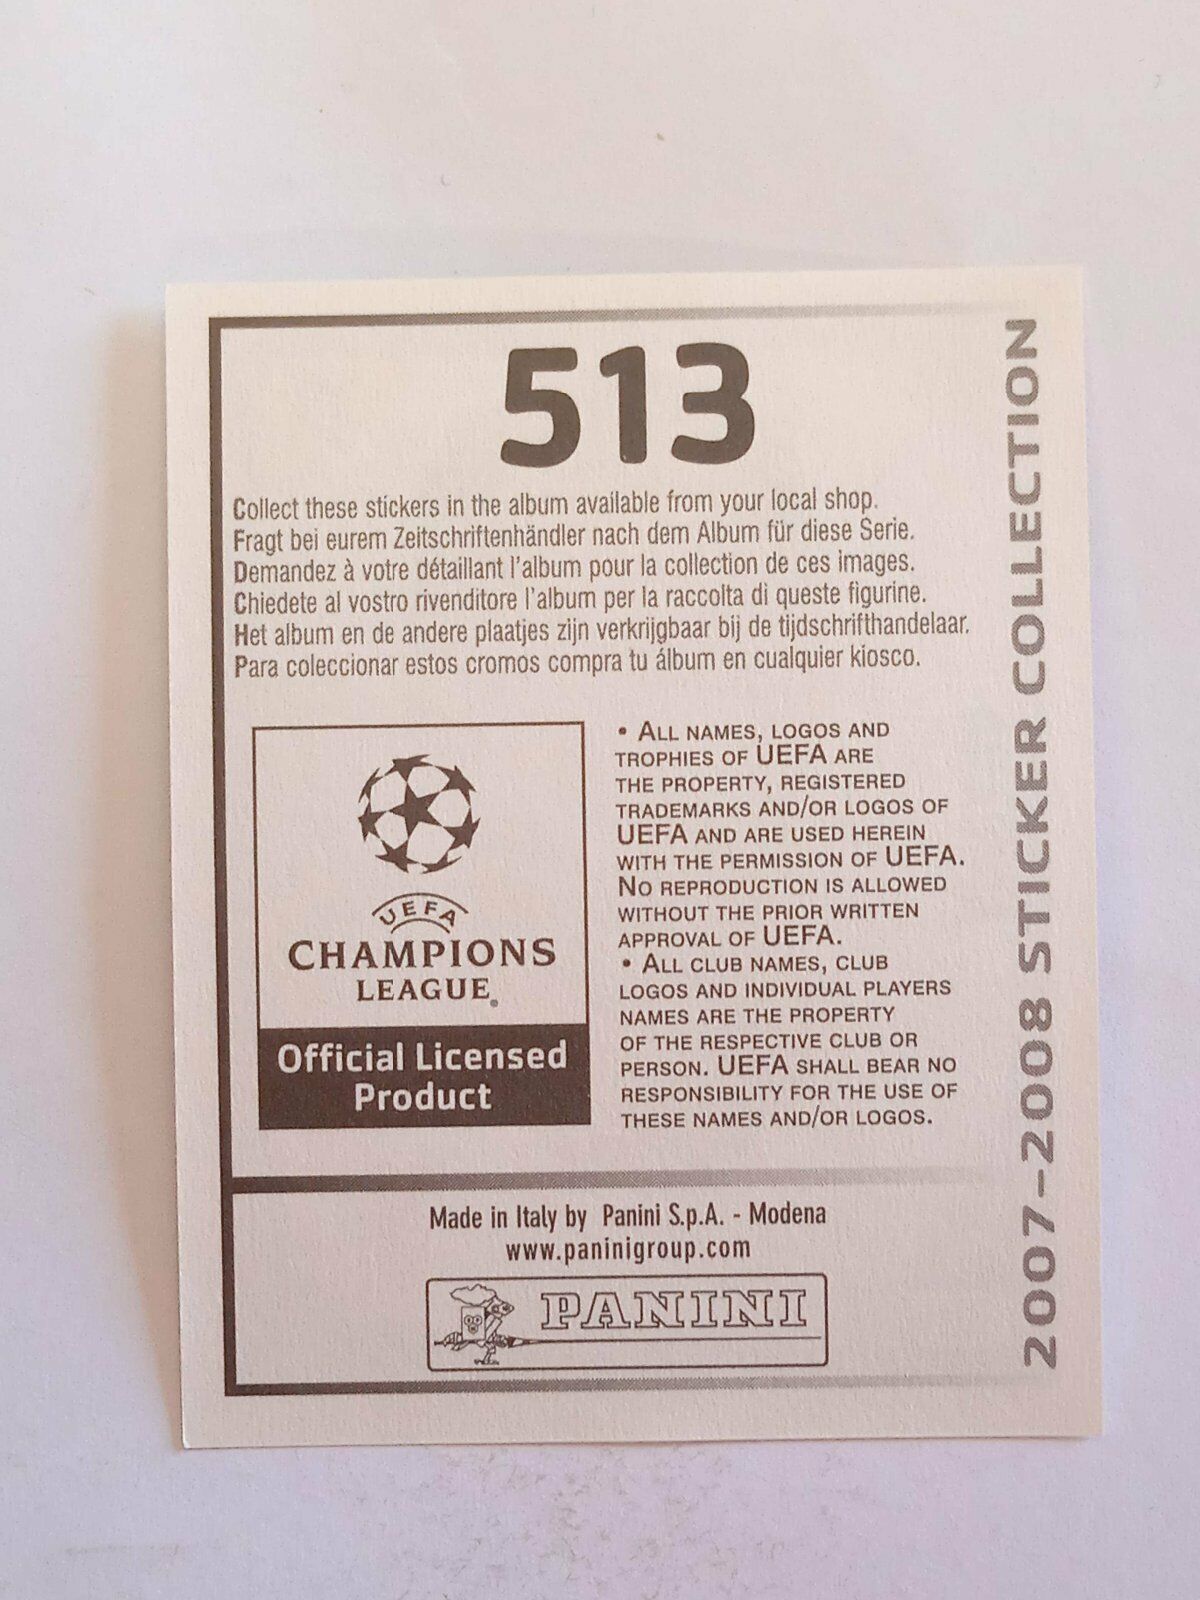 513
Collect these stickers in the album available from your local shop.
Fragt bei eurem Zeitschriftenhändler nach dem Album für diese Serie.
Demandez à votre détaillant l'album pour la collection de ces images.
Chiedete al vostro rivenditore l'album per la raccolta di queste figurine.
Het album en de andere plaatjes zijn verkrijgbaar bij de tijdschrifthandelaar.
Para coleccionar estos cromos compra tu álbum en cualquier kiosco.
UEFA
CHAMPIONS
LEAGUE®
Official Licensed
Product
• ALL NAMES, LOGOS AND
TROPHIES OF UEFA ARE
THE PROPERTY, REGISTERED
TRADEMARKS AND/OR LOGOS OF
UEFA AND ARE USED HEREIN
WITH THE PERMISSION OF UEFA.
NO REPRODUCTION IS ALLOWED
WITHOUT THE PRIOR WRITTEN
APPROVAL OF UEFA.
• ALL CLUB NAMES, CLUB
LOGOS AND INDIVIDUAL PLAYERS
NAMES ARE THE PROPERTY
OF THE RESPECTIVE CLUB OR
PERSON. UEFA SHALL BEAR NO
RESPONSIBILITY FOR THE USE OF
THESE NAMES AND/OR LOGOS.
Made in Italy by Panini S.p.A. - Modena
www.paninigroup.com
PANINI
2007-2008 STICKER COLLECTION